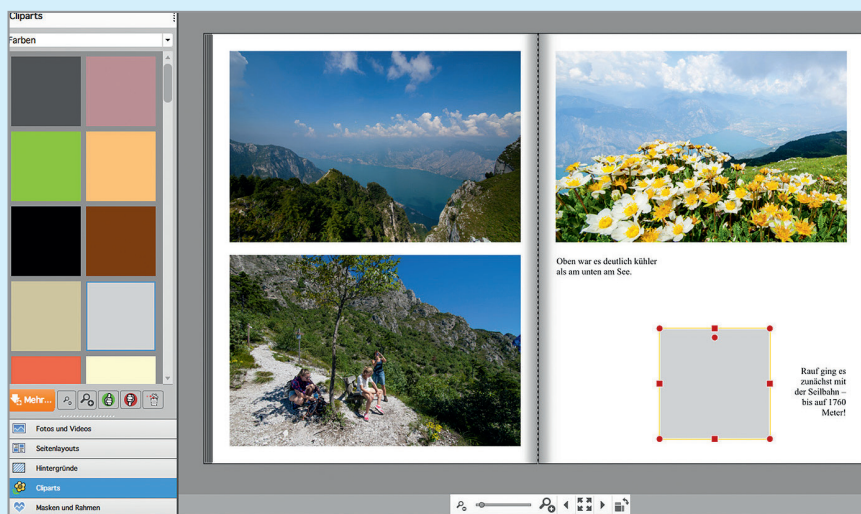 Cliparts
Farben
Mehr...
Fotos und Videos
Seitenlayouts
Hintergründe
Cliparts
Masken und Rahmen
Oben war es deutlich kühler
als am unten am See.
Rauf ging es
zunächst mit
der Seilbahn –
bis auf 1760
Meter!